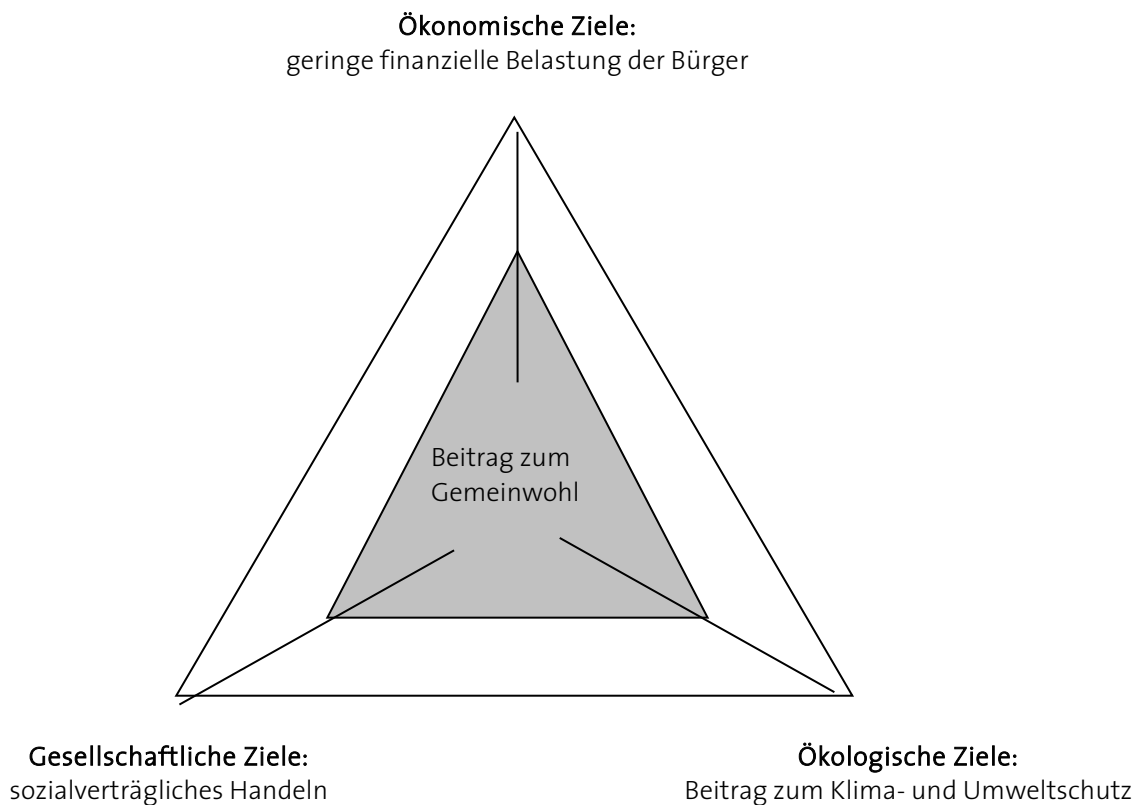 Ökonomische Ziele:
geringe finanzielle Belastung der Bürger
Beitrag zum
Gemeinwohl
Gesellschaftliche Ziele:
sozialverträgliches Handeln
Ökologische Ziele:
Beitrag zum Klima- und Umweltschutz